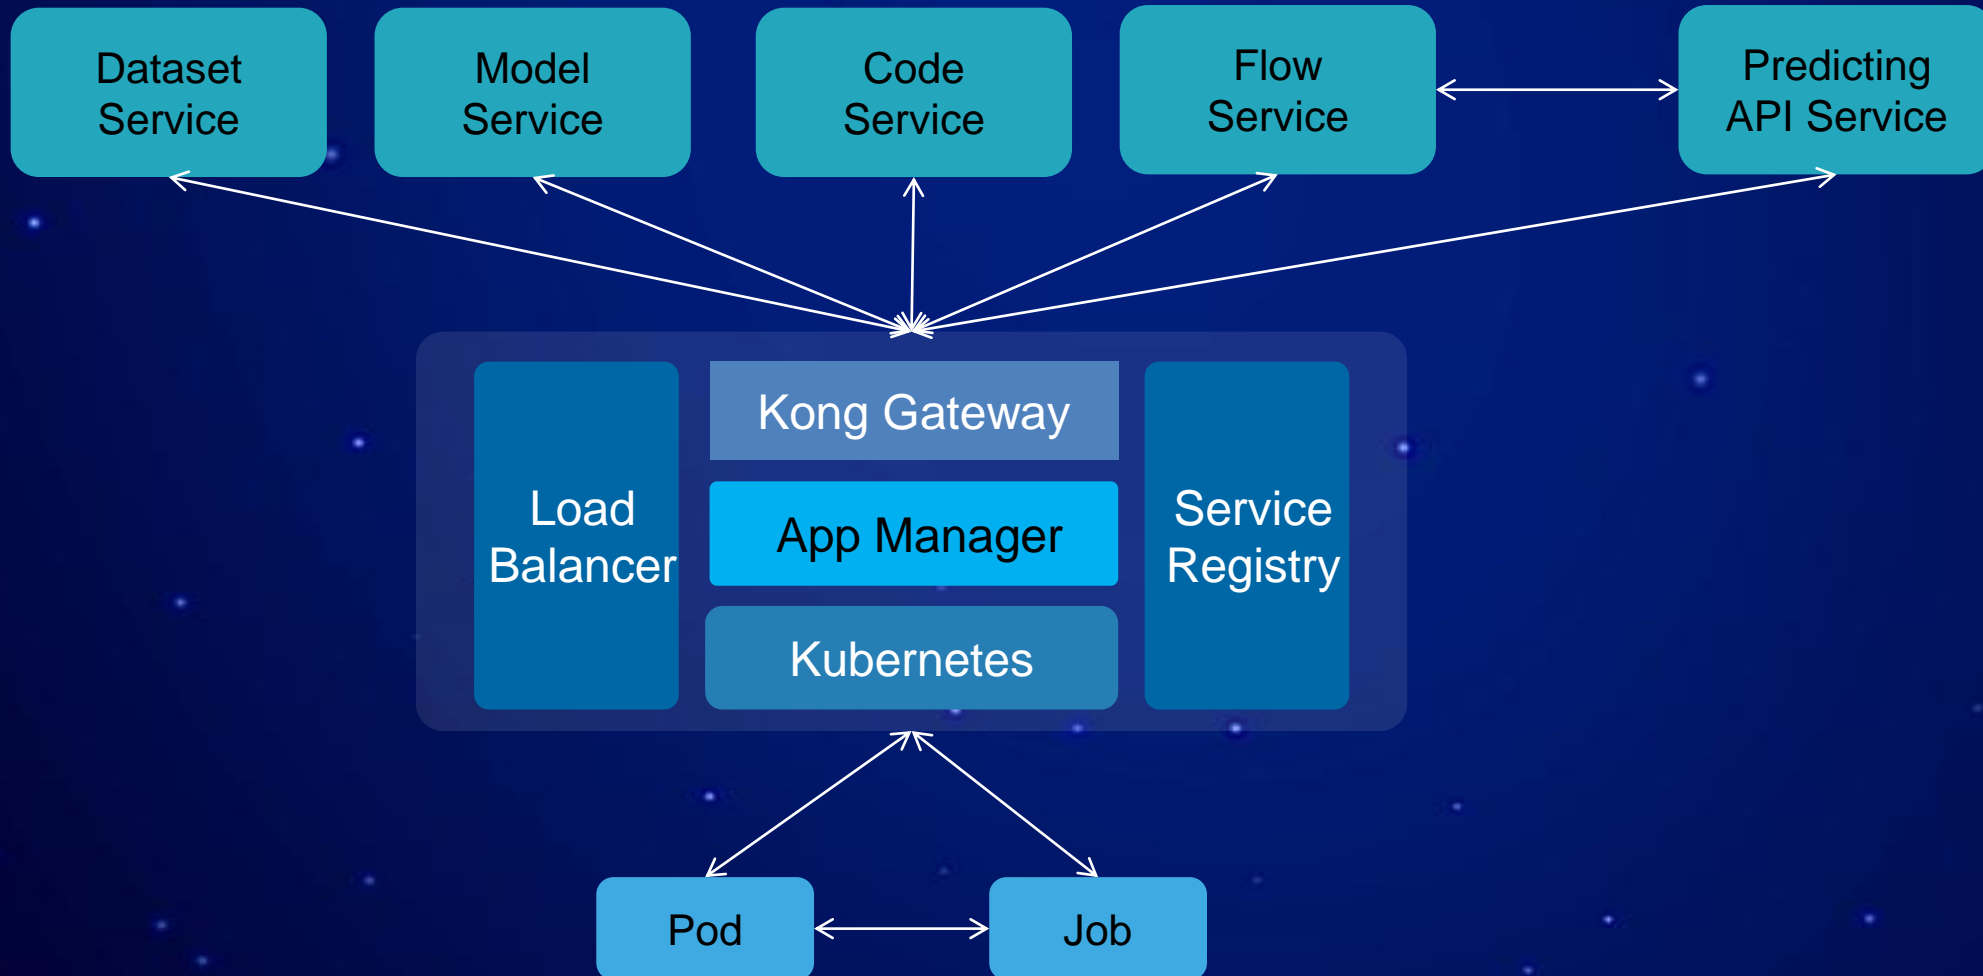 Dataset
Service
Model
Service
Code
Service
Flow
Service
Predicting
API Service
Load
Balancer
Kong Gateway
App Manager
Kubernetes
Service
Registry
Pod
Job